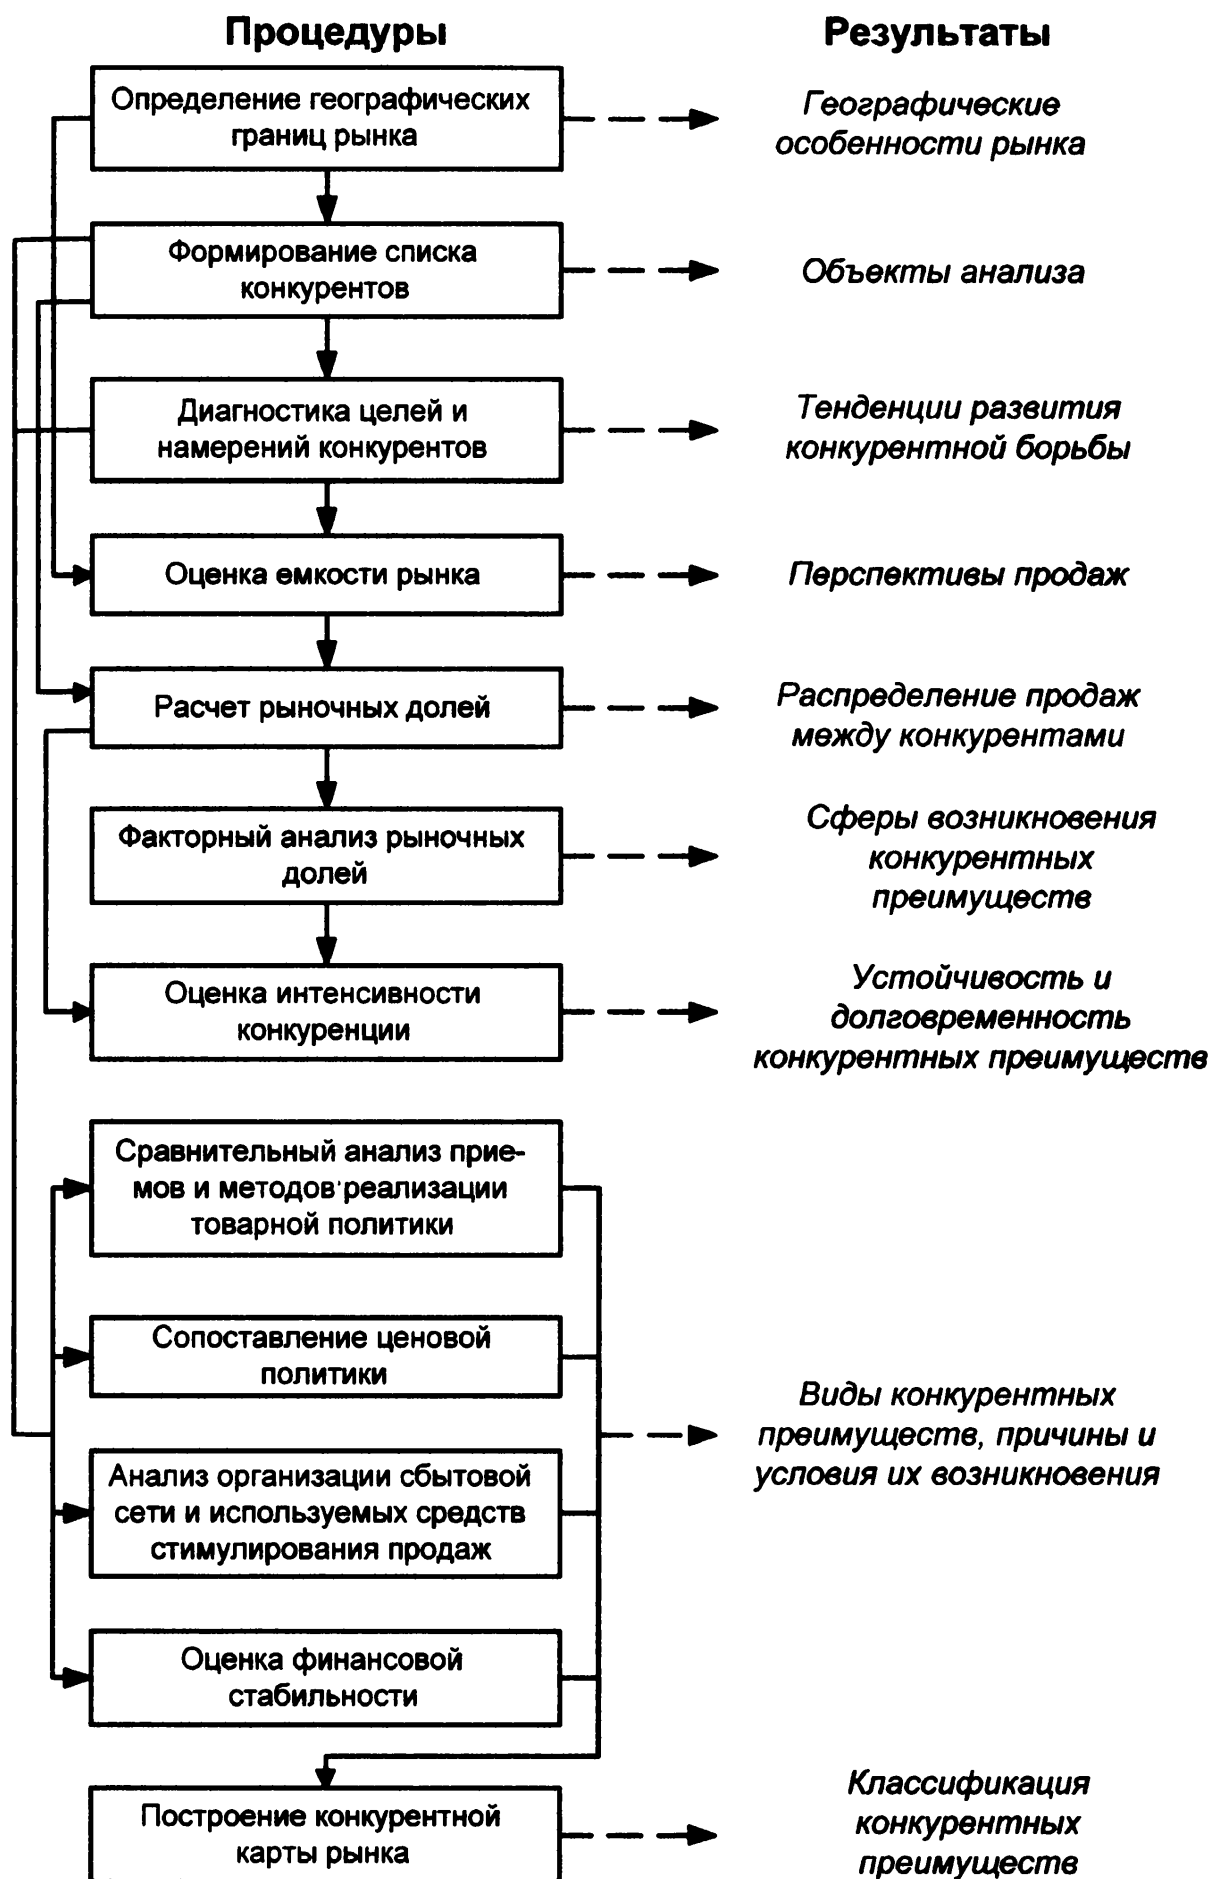 Процедуры
Результаты
Определение географических
границ рынка
Географические
особенности рынка
Формирование списка
конкурентов
Объекты анализа
Диагностика целей и
намерений конкурентов
Тенденции развития
конкурентной борьбы
Оценка емкости рынка
Перспективы продаж
Расчет рыночных долей
Распределение продаж
между конкурентами
Факторный анализ рыночных
долей
Сферы возникновения
конкурентных
преимуществ
Оценка интенсивности
конкуренции
Устойчивость и
долговременность
конкурентных преимуществ
Сравнительный анализ прие-
мов и методов реализации
товарной политики
Сопоставление ценовой
политики
Анализ организации сбытовой
сети и используемых средств
стимулирования продаж
Оценка финансовой
стабильности
Виды конкурентных
преимуществ, причины и
условия их возникновения
Построение конкурентной
карты рынка
Классификация
конкурентных
преимуществ